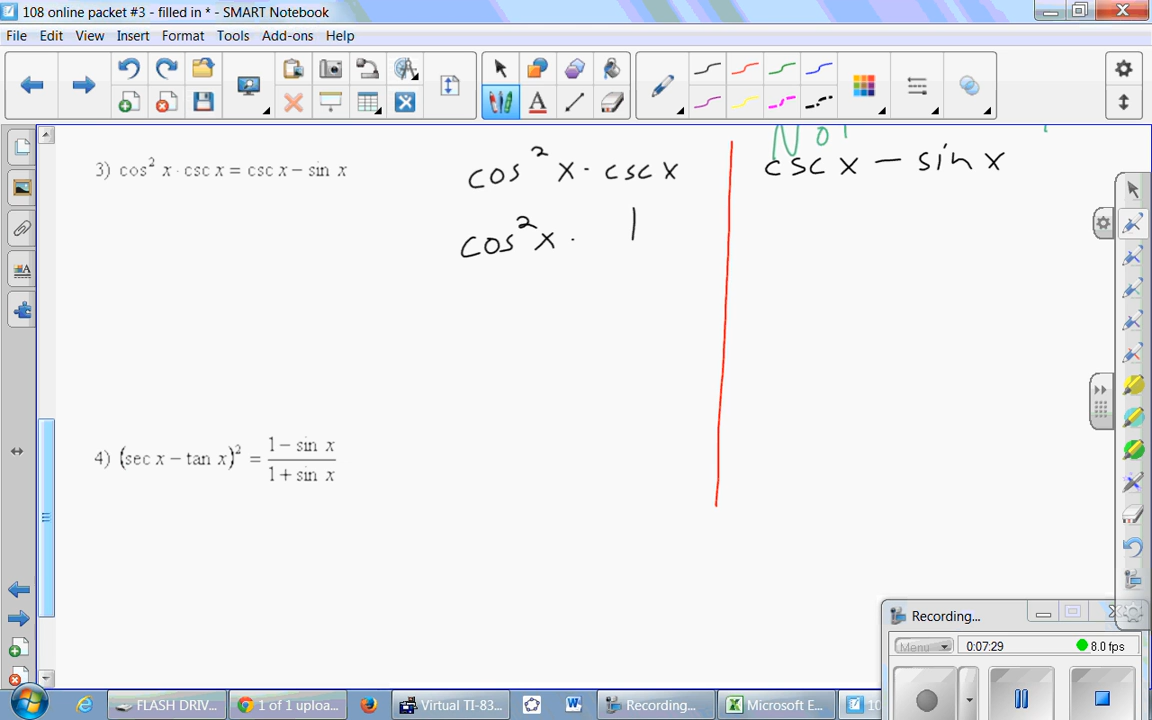 108 online packet #3 - filled in * - SMART Notebook
File Edit View Insert Format Tools Add-ons Help
Not
3) cos² x · csc x = csc x − sin x
cos² x · csc x
csc x − sin x
cos² x · 1
4) (sec x − tan x)² = (1 − sin x)/(1 + sin x)
Recording...
Menu 0:07:29 8.0 fps
FLASH DRIV... 1 of 1 uploa... Virtual TI-83... Recording... Microsoft E... 10